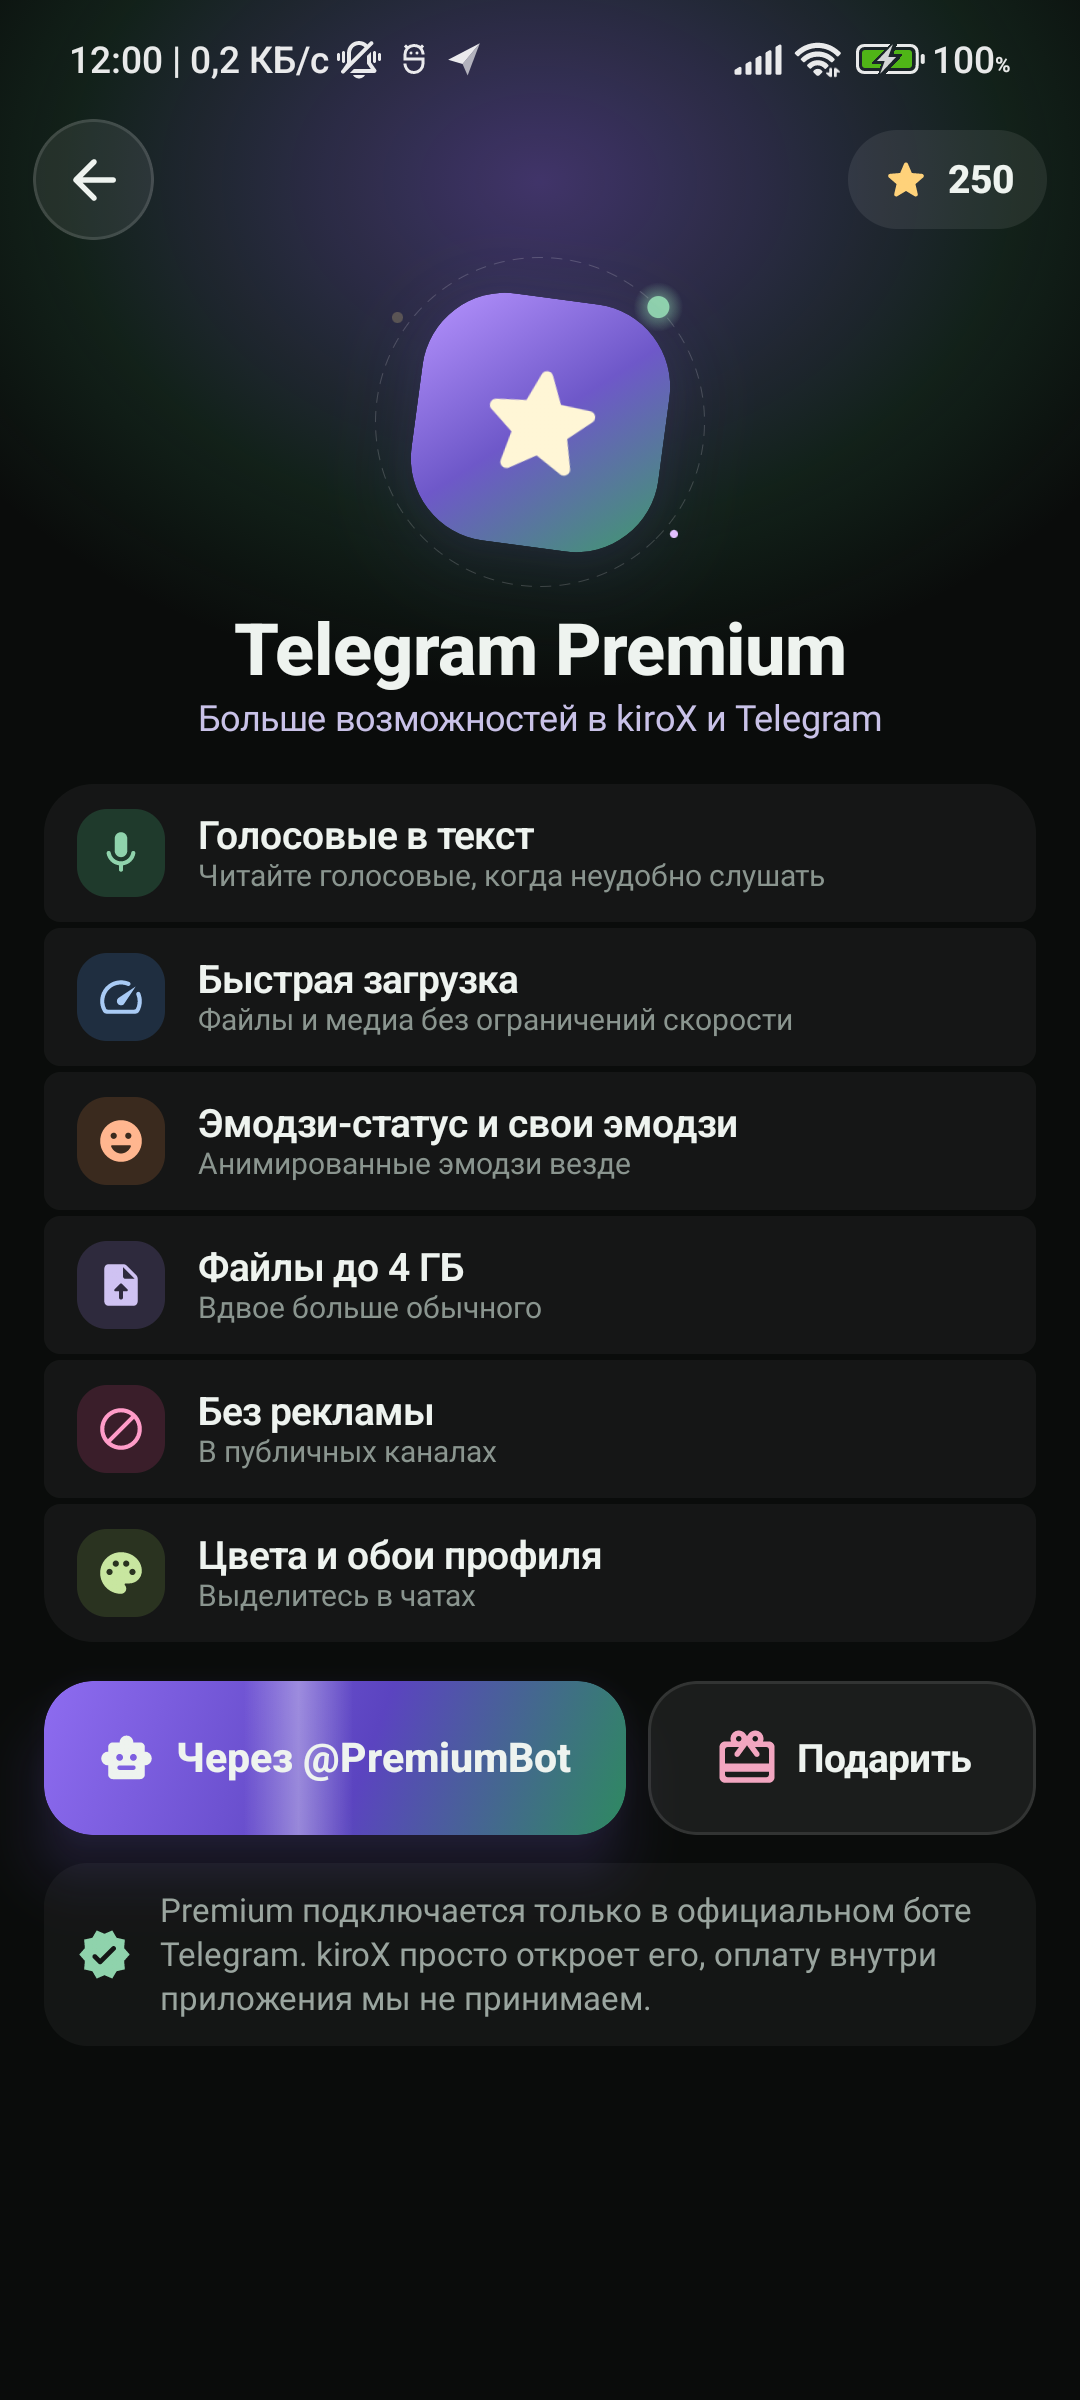 12:00 | 0,2 КБ/с 100%
250
Telegram Premium
Больше возможностей в kiroX и Telegram
Голосовые в текст
Читайте голосовые, когда неудобно слушать
Быстрая загрузка
Файлы и медиа без ограничений скорости
Эмодзи-статус и свои эмодзи
Анимированные эмодзи везде
Файлы до 4 ГБ
Вдвое больше обычного
Без рекламы
В публичных каналах
Цвета и обои профиля
Выделитесь в чатах
Через @PremiumBot
Подарить
Premium подключается только в официальном боте
Telegram. kiroX просто откроет его, оплату внутри
приложения мы не принимаем.